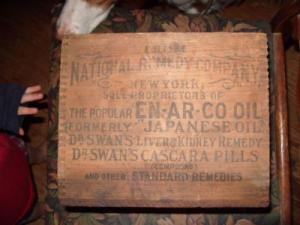 NATIONAL REMEDY COMPANY,
NEW YORK,
SOLE PROPRIETORS OF
THE POPULAR EN-AR-CO OIL
(FORMERLY "JAPANESE OIL"
DR SWAN'S LIVER & KIDNEY REMEDY
DR SWAN'S CASCARA PILLS
(COMPOUND)
AND OTHER STANDARD REMEDIES